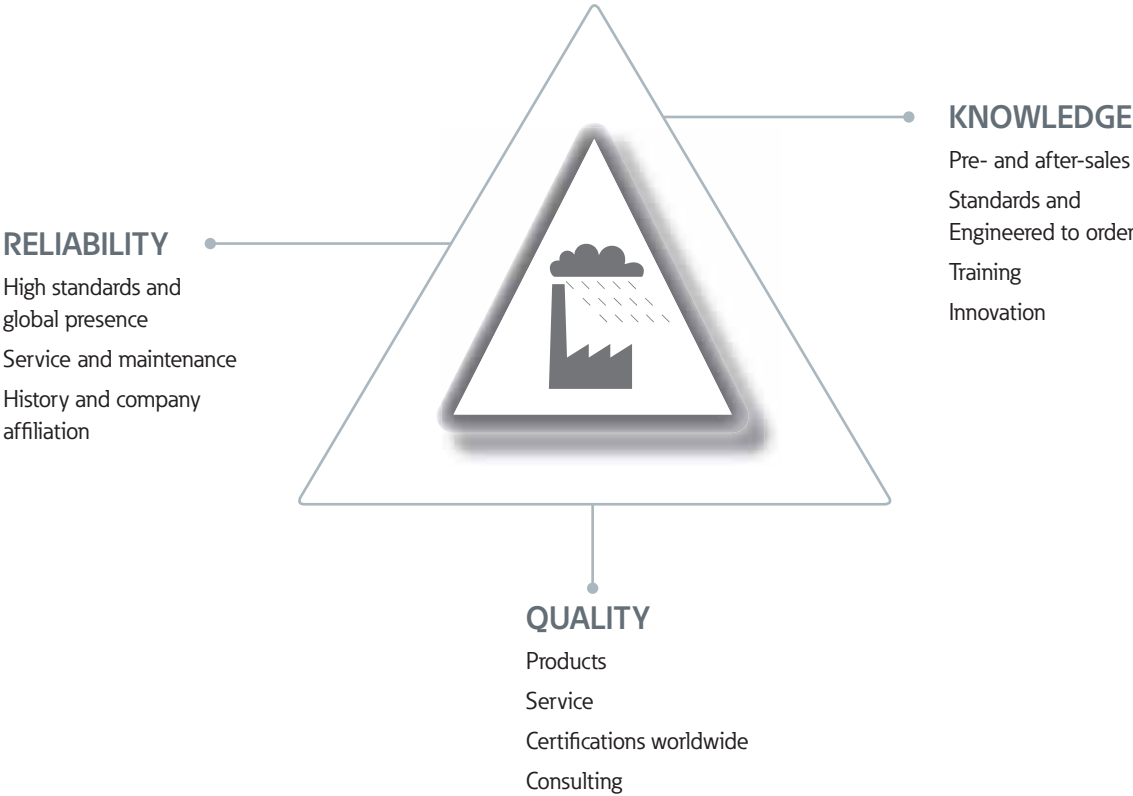 KNOWLEDGE
Pre- and after-sales
Standards and
Engineered to order
Training
Innovation
RELIABILITY
High standards and
global presence
Service and maintenance
History and company
affiliation
QUALITY
Products
Service
Certifications worldwide
Consulting